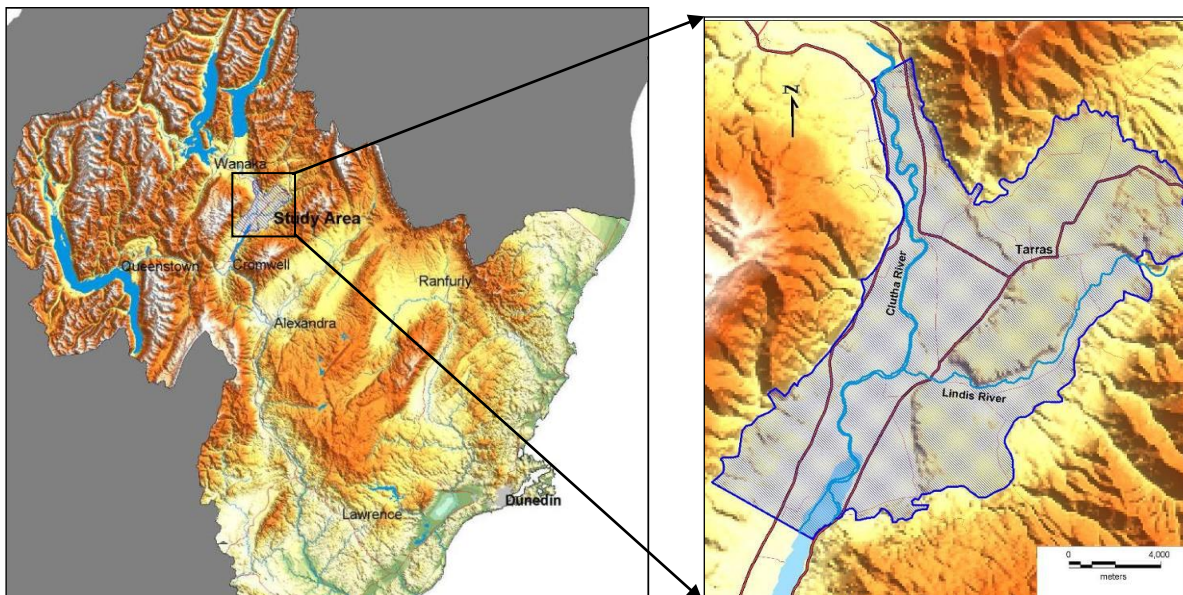 Wanaka
Study Area
Queenstown
Cromwell
Ranfurly
Alexandra
Lawrence
Dunedin
N
Tarras
Clutha River
Lindis River
0 4,000
meters